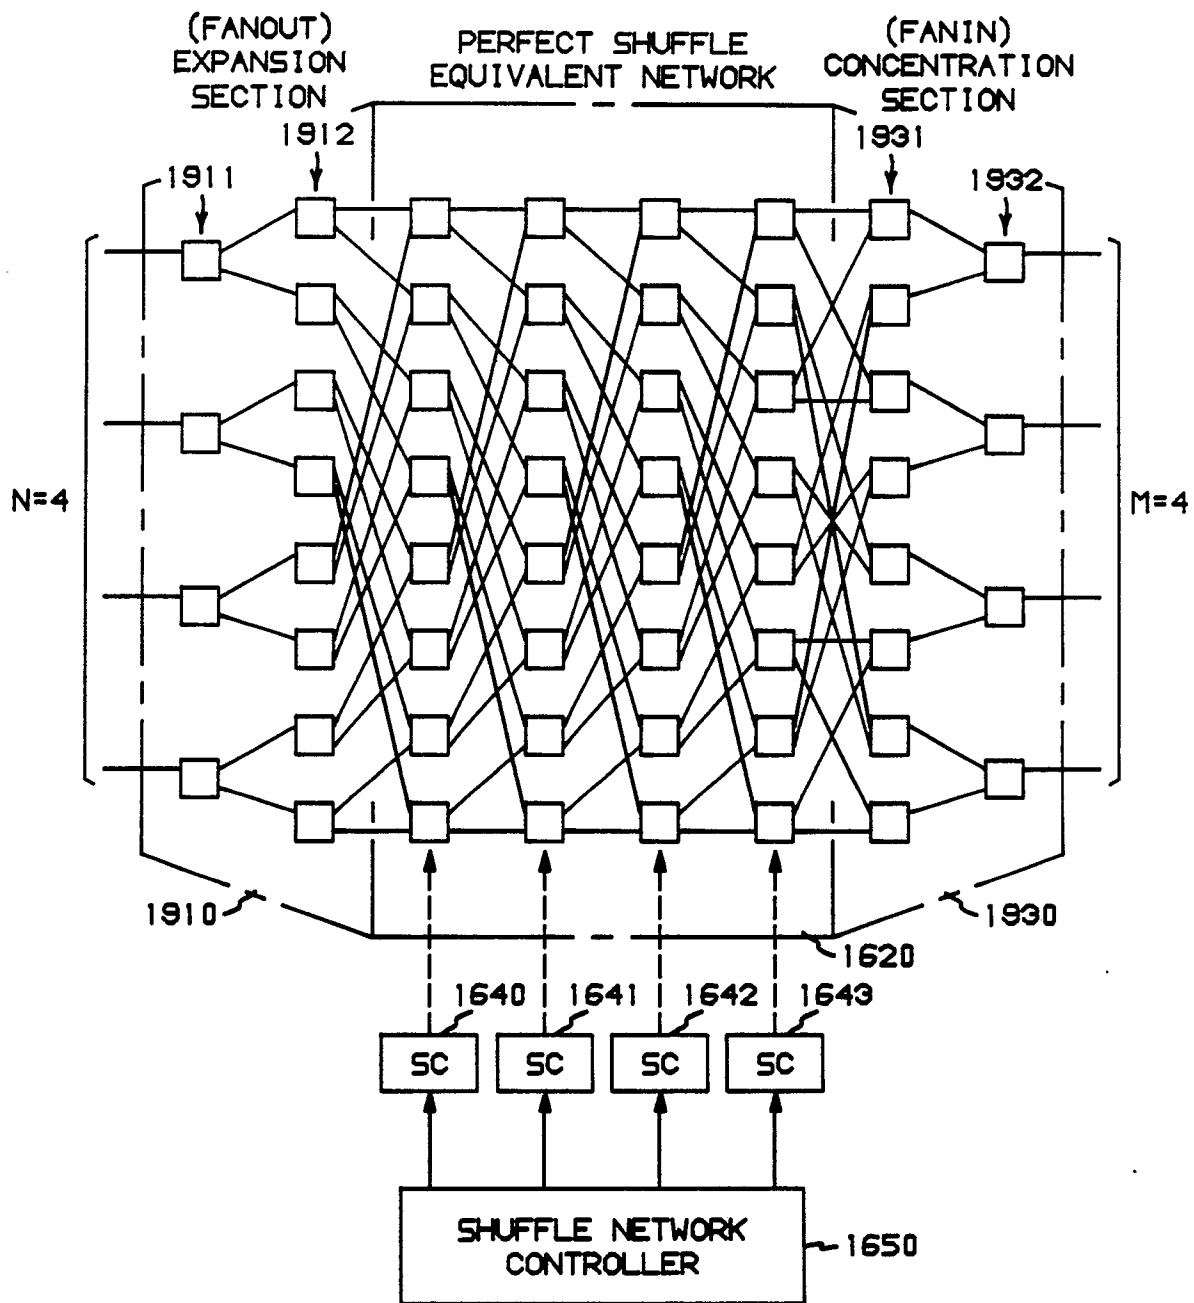 (FANOUT)
EXPANSION
SECTION
PERFECT SHUFFLE
EQUIVALENT NETWORK
(FANIN)
CONCENTRATION
SECTION
1912
1931
1911
1932
N=4
M=4
1910
1930
1620
1640
1641
1642
1643
SC
SC
SC
SC
SHUFFLE NETWORK
CONTROLLER
1650